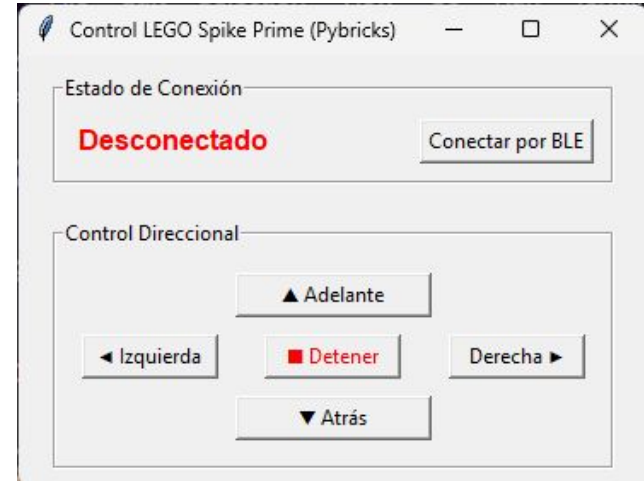 Control LEGO Spike Prime (Pybricks)
Estado de Conexión
Desconectado
Conectar por BLE
Control Direccional
▲ Adelante
◄ Izquierda
■ Detener
Derecha ►
▼ Atrás